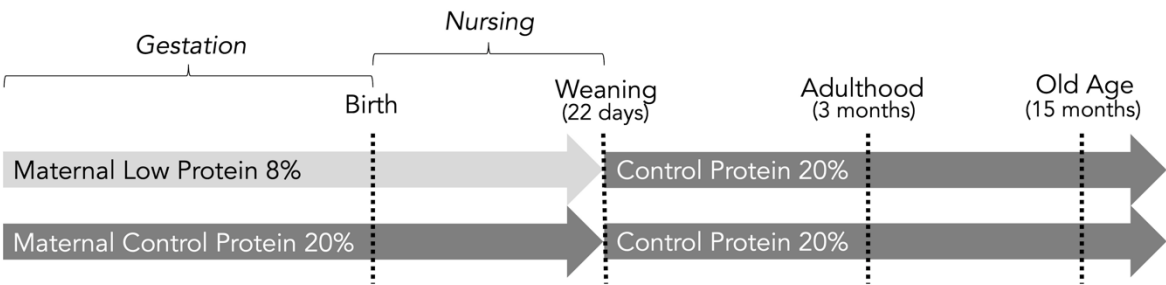 Gestation
Nursing
Birth
Weaning
(22 days)
Adulthood
(3 months)
Old Age
(15 months)
Maternal Low Protein 8%
Control Protein 20%
Maternal Control Protein 20%
Control Protein 20%